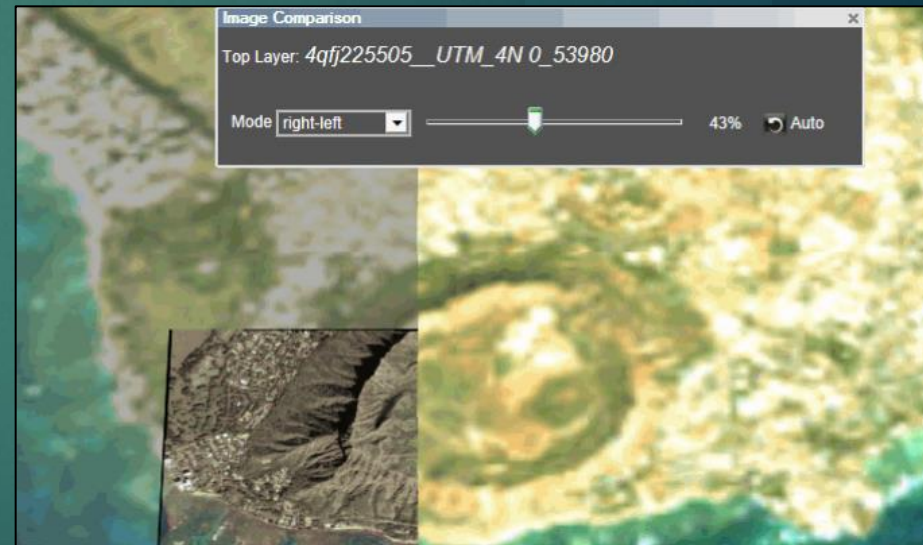 Image Comparison
Top Layer: 4qfj225505__UTM_4N 0_53980
Mode right-left 43% Auto